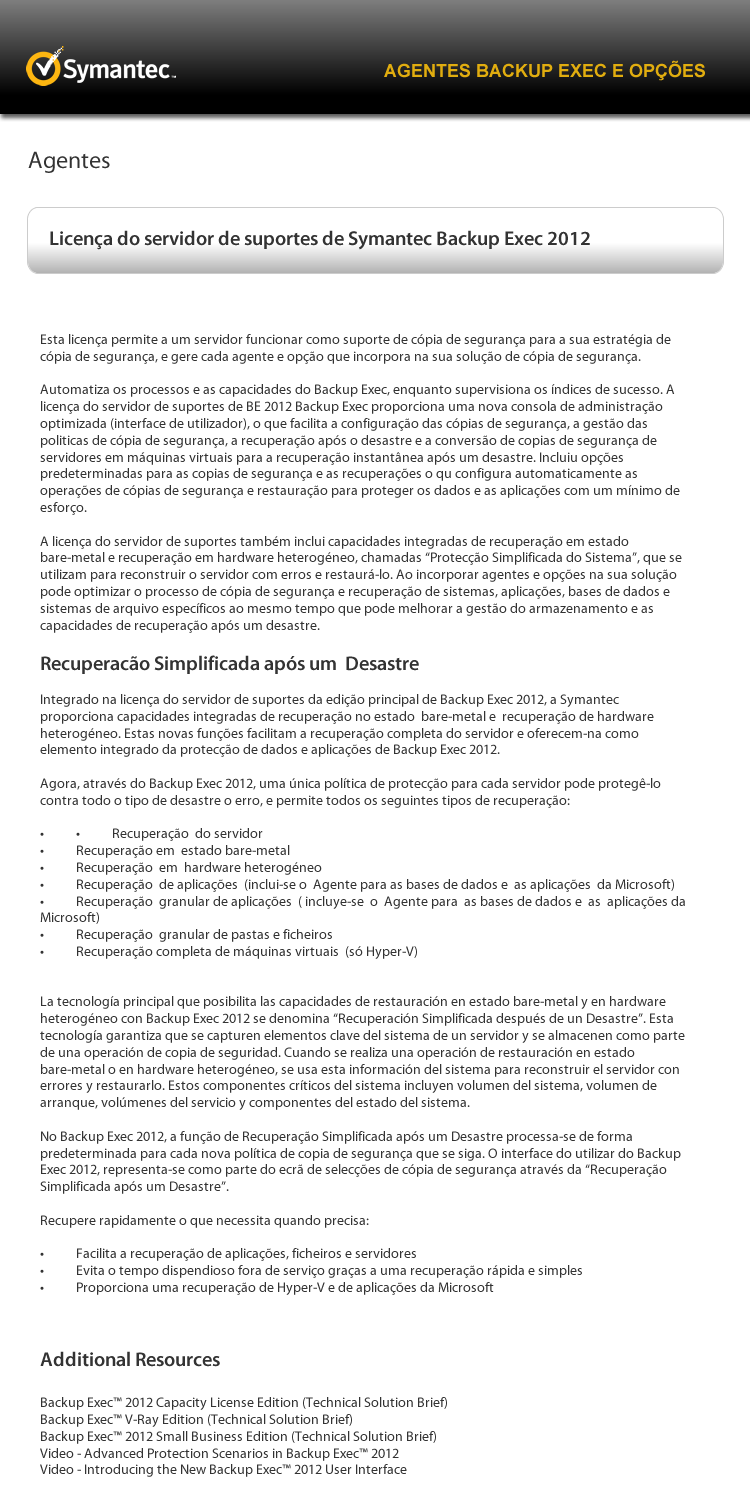 Symantec™
AGENTES BACKUP EXEC E OPÇÕES
Agentes
Licença do servidor de suportes de Symantec Backup Exec 2012
Esta licença permite a um servidor funcionar como suporte de cópia de segurança para a sua estratégia de
cópia de segurança, e gere cada agente e opção que incorpora na sua solução de cópia de segurança.
Automatiza os processos e as capacidades do Backup Exec, enquanto supervisiona os índices de sucesso. A
licença do servidor de suportes de BE 2012 Backup Exec proporciona uma nova consola de administração
optimizada (interface de utilizador), o que facilita a configuração das cópias de segurança, a gestão das
politicas de cópia de segurança, a recuperação após o desastre e a conversão de copias de segurança de
servidores em máquinas virtuais para a recuperação instantânea após um desastre. Incluiu opções
predeterminadas para as copias de segurança e as recuperações o qu configura automaticamente as
operações de cópias de segurança e restauração para proteger os dados e as aplicações com um mínimo de
esforço.
A licença do servidor de suportes também inclui capacidades integradas de recuperação em estado
bare-metal e recuperação em hardware heterogéneo, chamadas “Protecção Simplificada do Sistema”, que se
utilizam para reconstruir o servidor com erros e restaurá-lo. Ao incorporar agentes e opções na sua solução
pode optimizar o processo de cópia de segurança e recuperação de sistemas, aplicações, bases de dados e
sistemas de arquivo específicos ao mesmo tempo que pode melhorar a gestão do armazenamento e as
capacidades de recuperação após um desastre.
Recuperacão Simplificada após um  Desastre
Integrado na licença do servidor de suportes da edição principal de Backup Exec 2012, a Symantec
proporciona capacidades integradas de recuperação no estado  bare-metal e  recuperação de hardware
heterogéneo. Estas novas funções facilitam a recuperação completa do servidor e oferecem-na como
elemento integrado da protecção de dados e aplicações de Backup Exec 2012.
Agora, através do Backup Exec 2012, uma única política de protecção para cada servidor pode protegê-lo
contra todo o tipo de desastre o erro, e permite todos os seguintes tipos de recuperação:
• • Recuperação  do servidor
• Recuperação em  estado bare-metal
• Recuperação  em  hardware heterogéneo
• Recuperação  de aplicações  (inclui-se o  Agente para as bases de dados e  as aplicações  da Microsoft)
• Recuperação  granular de aplicações  ( incluye-se  o  Agente para  as bases de dados e  as  aplicações da
Microsoft)
• Recuperação  granular de pastas e ficheiros
• Recuperação completa de máquinas virtuais  (só Hyper-V)
La tecnología principal que posibilita las capacidades de restauración en estado bare-metal y en hardware
heterogéneo con Backup Exec 2012 se denomina “Recuperación Simplificada después de un Desastre”. Esta
tecnología garantiza que se capturen elementos clave del sistema de un servidor y se almacenen como parte
de una operación de copia de seguridad. Cuando se realiza una operación de restauración en estado
bare-metal o en hardware heterogéneo, se usa esta información del sistema para reconstruir el servidor con
errores y restaurarlo. Estos componentes críticos del sistema incluyen volumen del sistema, volumen de
arranque, volúmenes del servicio y componentes del estado del sistema.
No Backup Exec 2012, a função de Recuperação Simplificada após um Desastre processa-se de forma
predeterminada para cada nova política de copia de segurança que se siga. O interface do utilizar do Backup
Exec 2012, representa-se como parte do ecrã de selecções de cópia de segurança através da “Recuperação
Simplificada após um Desastre”.
Recupere rapidamente o que necessita quando precisa:
• Facilita a recuperação de aplicações, ficheiros e servidores
• Evita o tempo dispendioso fora de serviço graças a uma recuperação rápida e simples
• Proporciona uma recuperação de Hyper-V e de aplicações da Microsoft
Additional Resources
Backup Exec™ 2012 Capacity License Edition (Technical Solution Brief)
Backup Exec™ V-Ray Edition (Technical Solution Brief)
Backup Exec™ 2012 Small Business Edition (Technical Solution Brief)
Video - Advanced Protection Scenarios in Backup Exec™ 2012
Video - Introducing the New Backup Exec™ 2012 User Interface